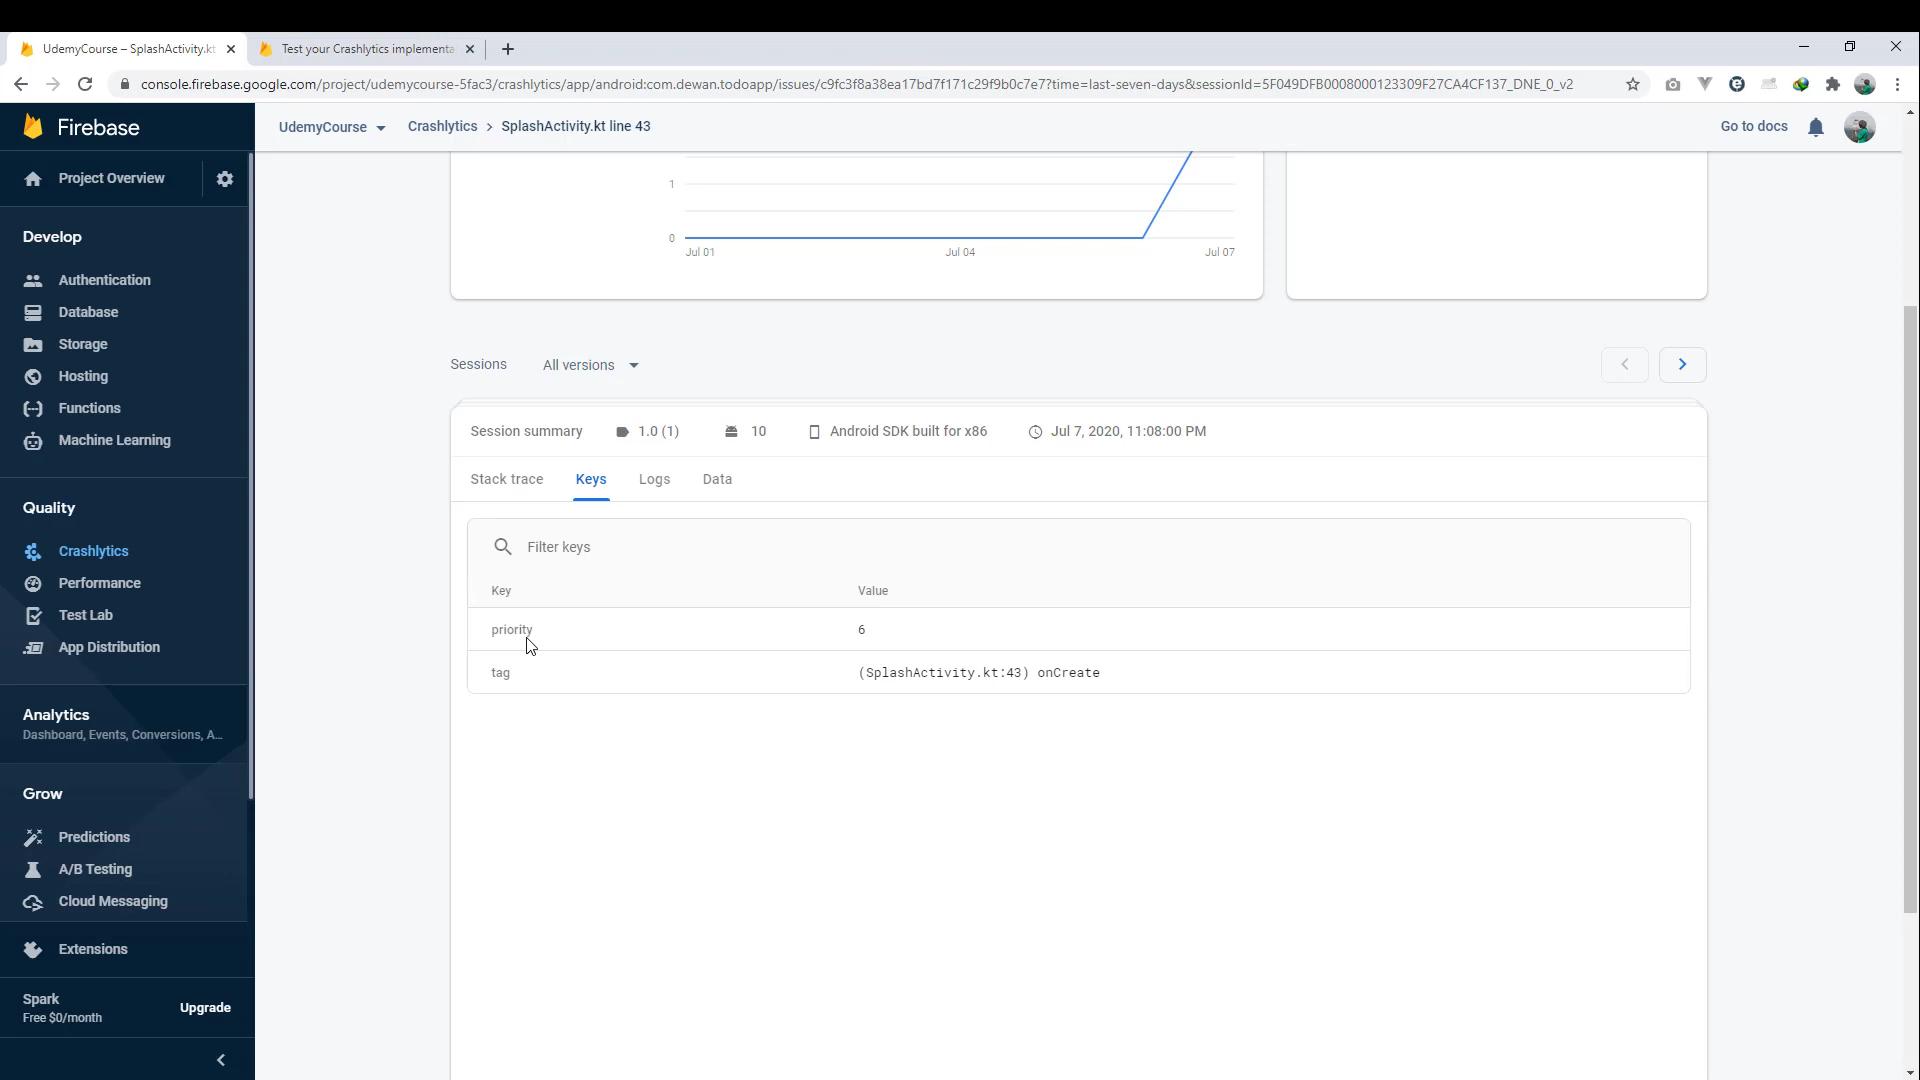 UdemyCourse – SplashActivity.kt
Test your Crashlytics implementa
console.firebase.google.com/project/udemycourse-5fac3/crashlytics/app/android:com.dewan.todoapp/issues/c9fc3f8a38ea17bd7f171c29f9b0c7e7?time=last-seven-days&sessionId=5F049DFB0008000123309F27CA4CF137_DNE_0_v2
Firebase
UdemyCourse
Crashlytics > SplashActivity.kt line 43
Go to docs
Project Overview
Develop
Authentication
Database
Storage
Hosting
Functions
Machine Learning
Quality
Crashlytics
Performance
Test Lab
App Distribution
Analytics
Dashboard, Events, Conversions, A...
Grow
Predictions
A/B Testing
Cloud Messaging
Extensions
Spark
Free $0/month
Upgrade
1
0
Jul 01 Jul 04 Jul 07
Sessions All versions
Session summary 1.0 (1) 10 Android SDK built for x86 Jul 7, 2020, 11:08:00 PM
Stack trace Keys Logs Data
Filter keys
Key Value
priority 6
tag (SplashActivity.kt:43) onCreate